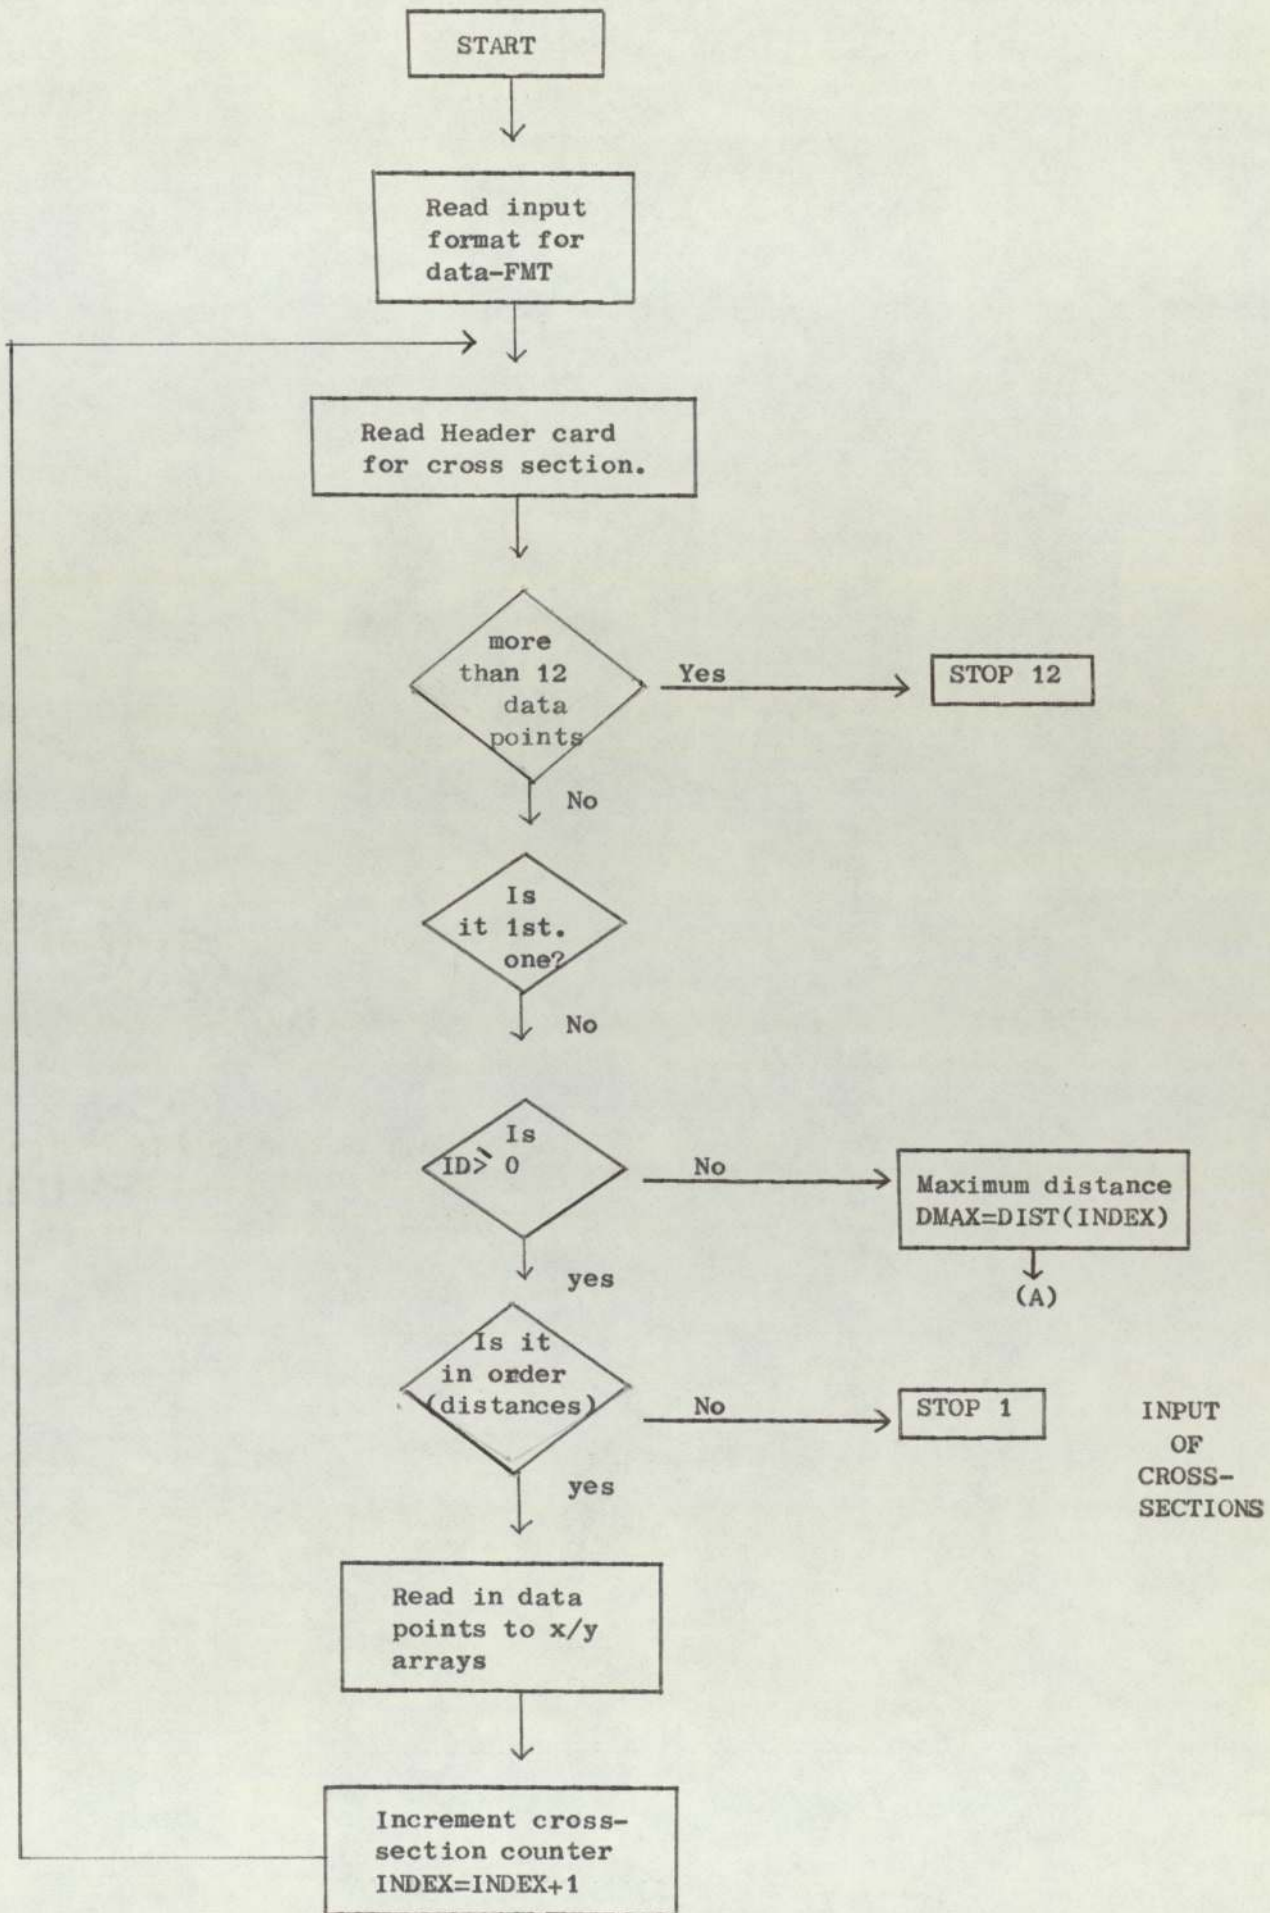 START
Read input
format for
data-FMT
Read Header card
for cross section.
more
than 12
data
points
Yes
STOP 12
No
Is
it 1st.
one?
No
Is
ID> 0
No
Maximum distance
DMAX=DIST(INDEX)
(A)
yes
Is it
in order
(distances)
No
STOP 1
INPUT
OF
CROSS-
SECTIONS
yes
Read in data
points to x/y
arrays
Increment cross-
section counter
INDEX=INDEX+1